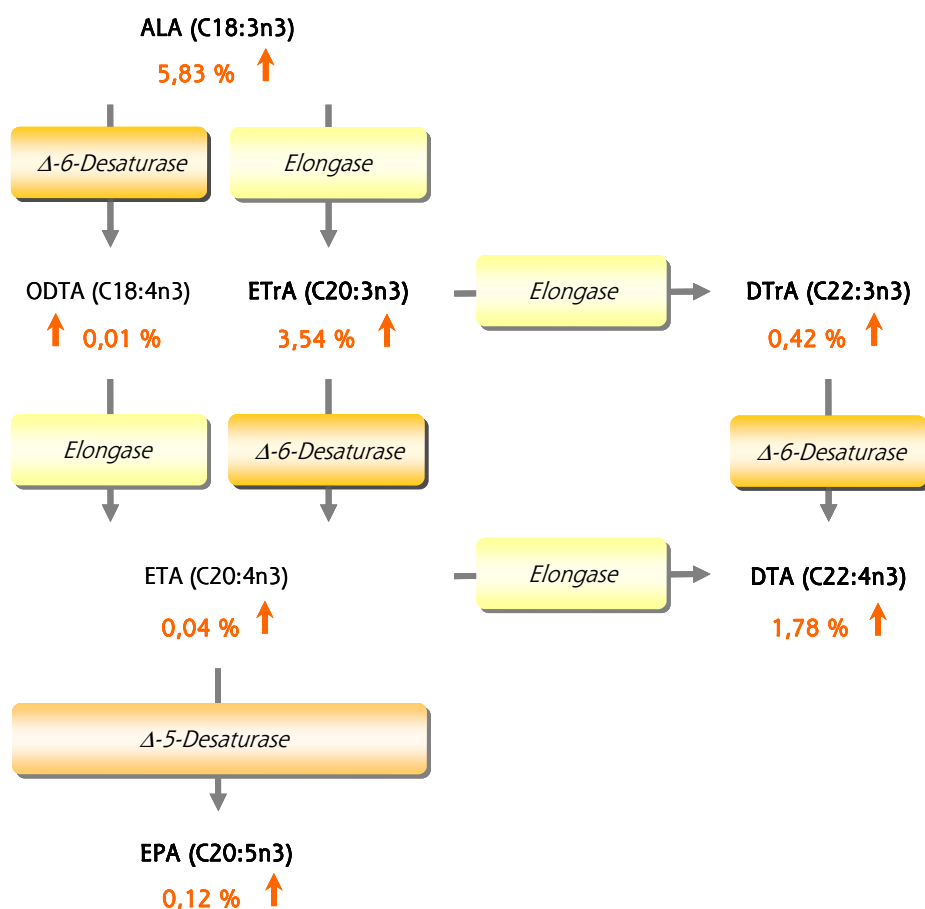 ALA (C18:3n3)
5,83 %
Δ-6-Desaturase
Elongase
ODTA (C18:4n3)
ETrA (C20:3n3)
Elongase
DTrA (C22:3n3)
0,01 %
3,54 %
0,42 %
Elongase
Δ-6-Desaturase
Δ-6-Desaturase
ETA (C20:4n3)
Elongase
DTA (C22:4n3)
0,04 %
1,78 %
Δ-5-Desaturase
EPA (C20:5n3)
0,12 %